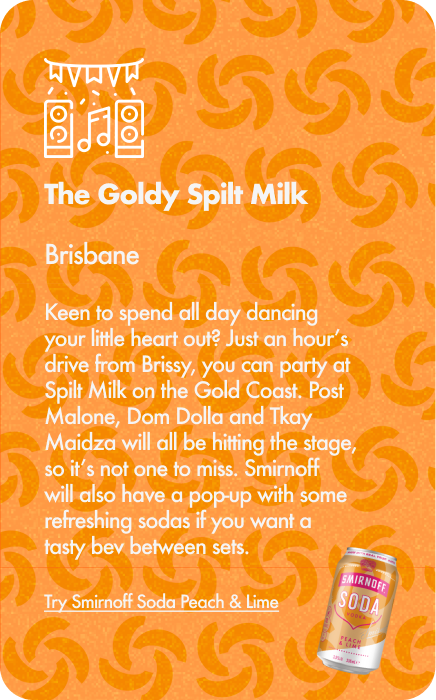 The Goldy Spilt Milk
Brisbane
Keen to spend all day dancing
your little heart out? Just an hour’s
drive from Brissy, you can party at
Spilt Milk on the Gold Coast. Post
Malone, Dom Dolla and Tkay
Maidza will all be hitting the stage,
so it’s not one to miss. Smirnoff
will also have a pop-up with some
refreshing sodas if you want a
tasty bev between sets.
Try Smirnoff Soda Peach & Lime
SMIRNOFF
SODA
VODKA
PEACH
& LIME